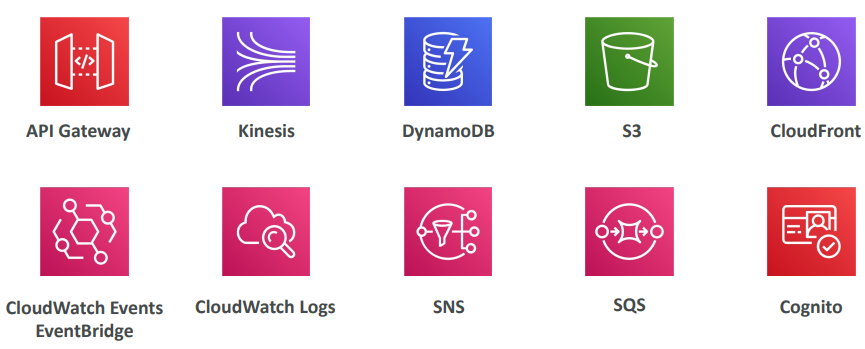 API Gateway
Kinesis
DynamoDB
S3
CloudFront
CloudWatch Events
EventBridge
CloudWatch Logs
SNS
SQS
Cognito